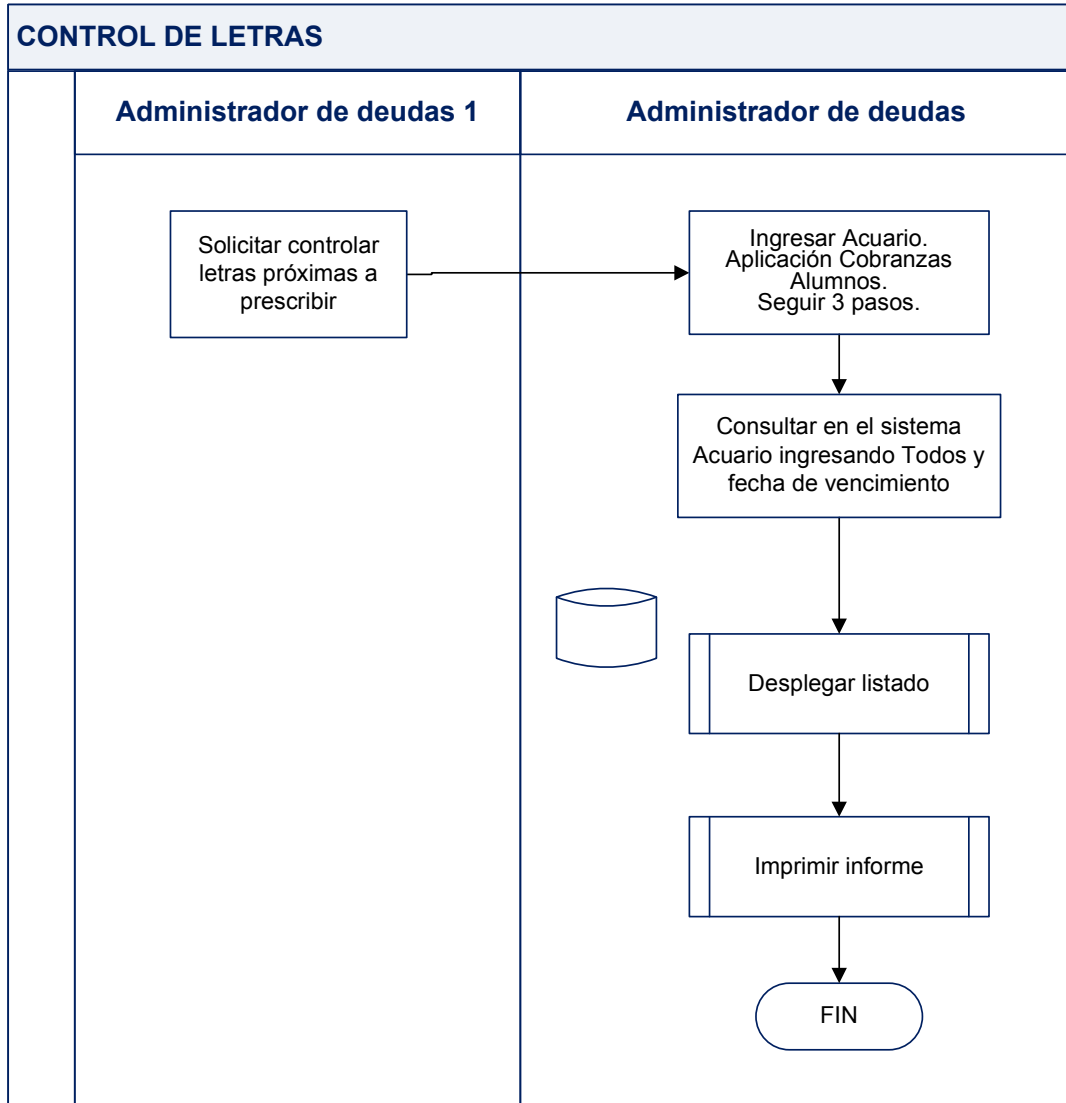 CONTROL DE LETRAS
Administrador de deudas 1
Administrador de deudas
Solicitar controlar
letras próximas a
prescribir
Ingresar Acuario.
Aplicación Cobranzas
Alumnos.
Seguir 3 pasos.
Consultar en el sistema
Acuario ingresando Todos y
fecha de vencimiento
Desplegar listado
Imprimir informe
FIN